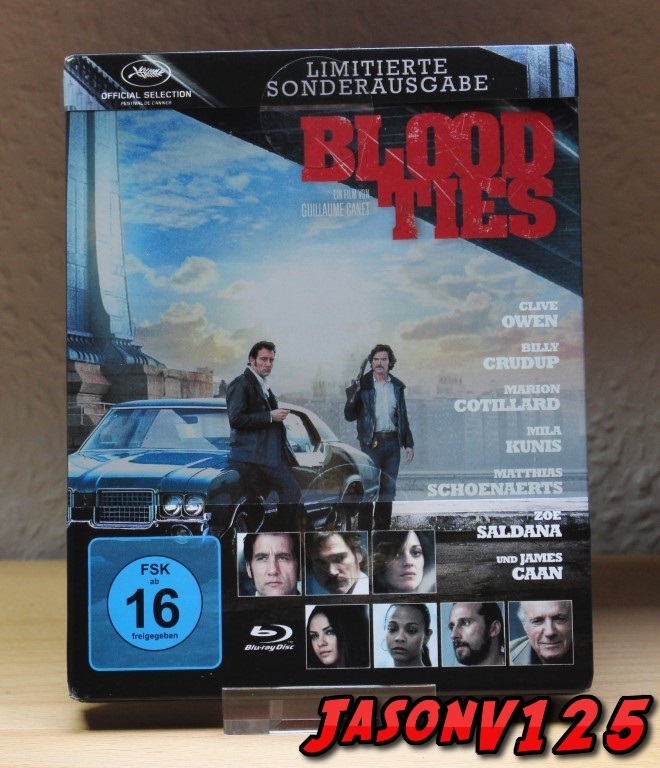 OFFICIAL SELECTION
FESTIVAL DE CANNES
LIMITIERTE
SONDERAUSGABE
BLOOD
TIES
EIN FILM VON
GUILLAUME CANET
CLIVE
OWEN
BILLY
CRUDUP
MARION
COTILLARD
MILA
KUNIS
MATTHIAS
SCHOENAERTS
ZOE
SALDANA
UND JAMES
CAAN
FSK
ab
16
freigegeben
Blu-ray Disc
JASONV125